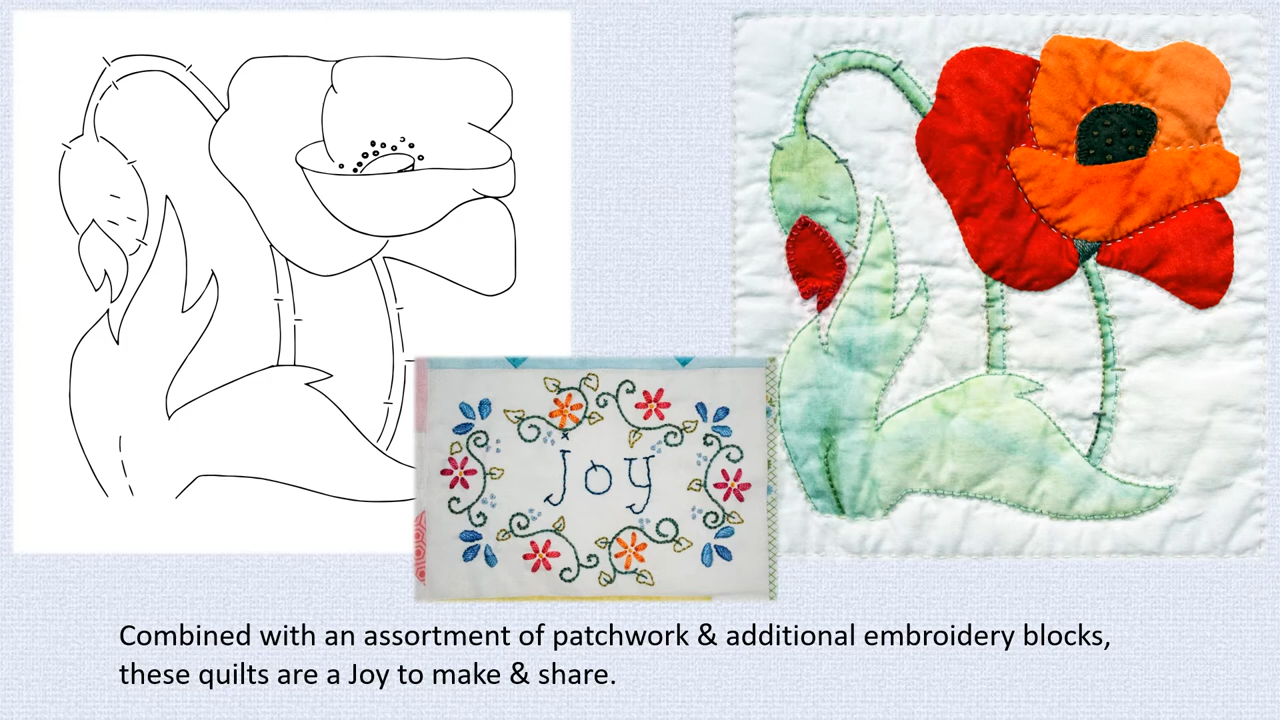 Joy
Combined with an assortment of patchwork & additional embroidery blocks,
these quilts are a Joy to make & share.